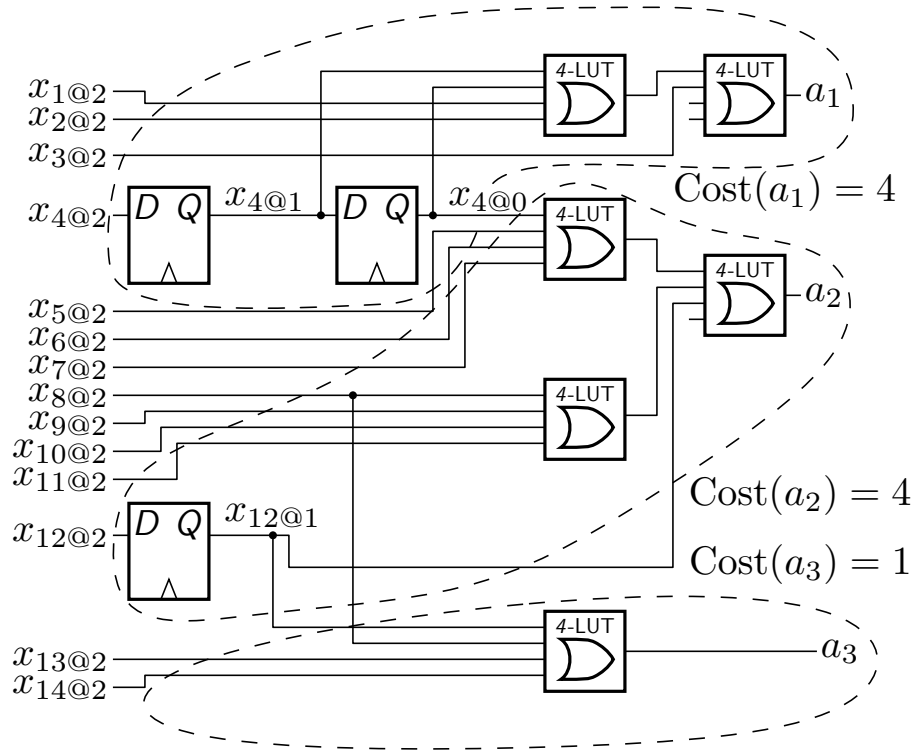 4-LUT 4-LUT
x1@2 a1
x2@2
x3@2
Cost(a1) = 4
x4@2 D Q x4@1 D Q x4@0 4-LUT
4-LUT
a2
x5@2
x6@2
x7@2
x8@2 4-LUT
x9@2
x10@2
x11@2
Cost(a2) = 4
x12@2 D Q x12@1
Cost(a3) = 1
4-LUT
a3
x13@2
x14@2